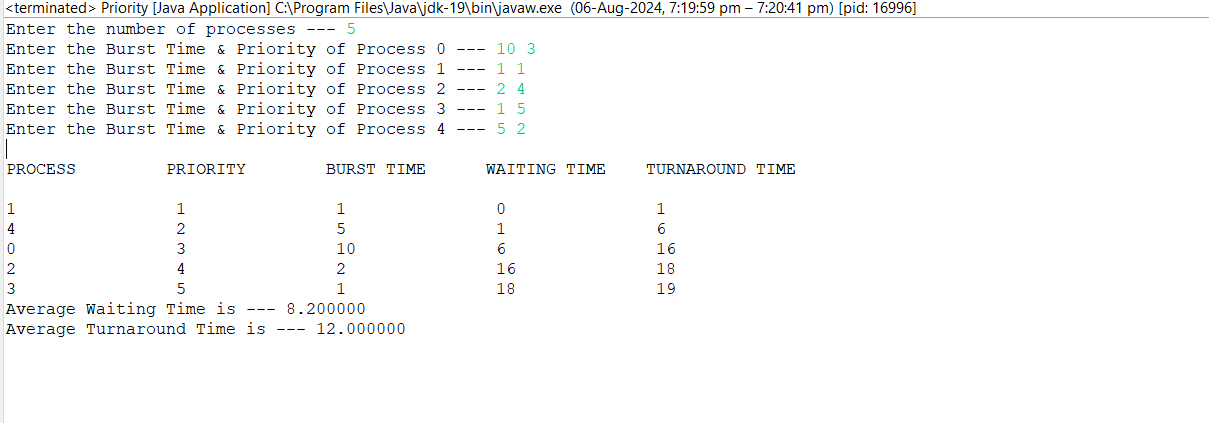 <terminated> Priority [Java Application] C:\Program Files\Java\jdk-19\bin\javaw.exe (06-Aug-2024, 7:19:59 pm – 7:20:41 pm) [pid: 16996]
Enter the number of processes --- 5
Enter the Burst Time & Priority of Process 0 --- 10 3
Enter the Burst Time & Priority of Process 1 --- 1 1
Enter the Burst Time & Priority of Process 2 --- 2 4
Enter the Burst Time & Priority of Process 3 --- 1 5
Enter the Burst Time & Priority of Process 4 --- 5 2
PROCESS PRIORITY BURST TIME WAITING TIME TURNAROUND TIME
1 1 1 0 1
4 2 5 1 6
0 3 10 6 16
2 4 2 16 18
3 5 1 18 19
Average Waiting Time is --- 8.200000
Average Turnaround Time is --- 12.000000